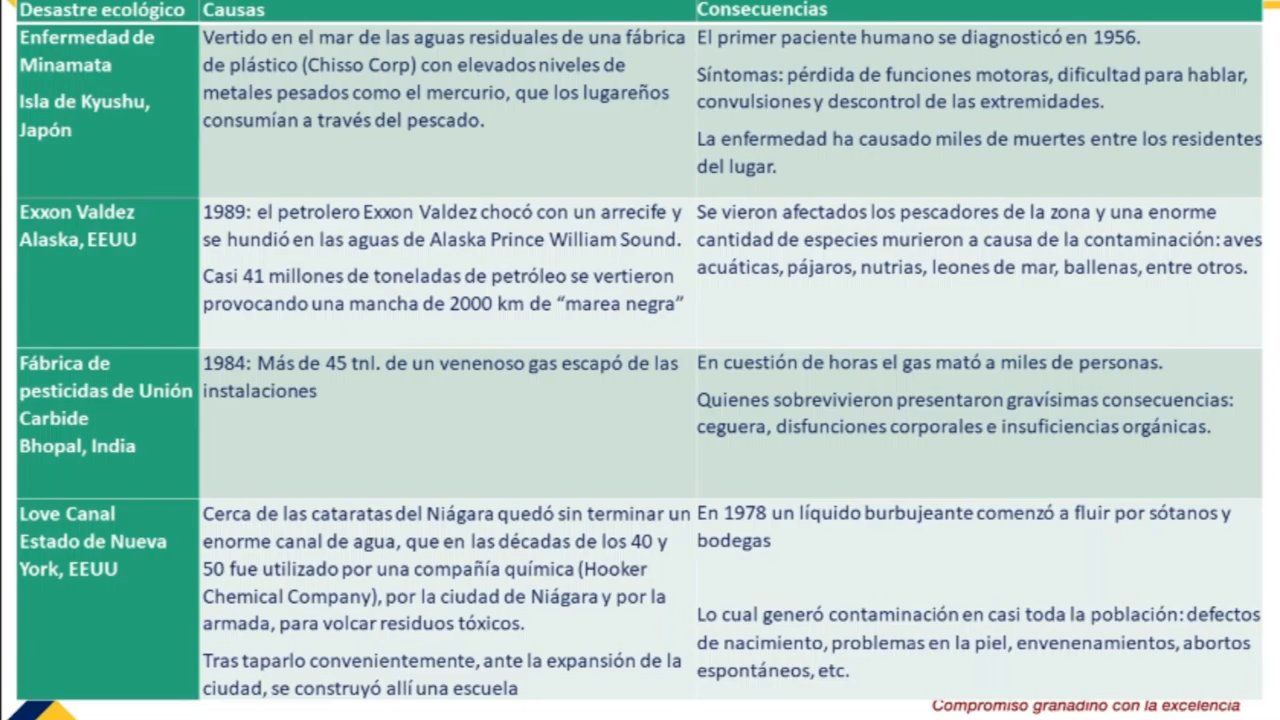 Desastre ecológico Causas Consecuencias
Enfermedad de
Minamata
Isla de Kyushu,
Japón
Vertido en el mar de las aguas residuales de una fábrica
de plástico (Chisso Corp) con elevados niveles de
metales pesados como el mercurio, que los lugareños
consumían a través del pescado.
El primer paciente humano se diagnosticó en 1956.
Síntomas: pérdida de funciones motoras, dificultad para hablar,
convulsiones y descontrol de las extremidades.
La enfermedad ha causado miles de muertes entre los residentes
del lugar.
Exxon Valdez
Alaska, EEUU
1989: el petrolero Exxon Valdez chocó con un arrecife y
se hundió en las aguas de Alaska Prince William Sound.
Casi 41 millones de toneladas de petróleo se vertieron
provocando una mancha de 2000 km de “marea negra”
Se vieron afectados los pescadores de la zona y una enorme
cantidad de especies murieron a causa de la contaminación: aves
acuáticas, pájaros, nutrias, leones de mar, ballenas, entre otros.
Fábrica de
pesticidas de Unión
Carbide
Bhopal, India
1984: Más de 45 tnl. de un venenoso gas escapó de las
instalaciones
En cuestión de horas el gas mató a miles de personas.
Quienes sobrevivieron presentaron gravísimas consecuencias:
ceguera, disfunciones corporales e insuficiencias orgánicas.
Love Canal
Estado de Nueva
York, EEUU
Cerca de las cataratas del Niágara quedó sin terminar un
enorme canal de agua, que en las décadas de los 40 y
50 fue utilizado por una compañía química (Hooker
Chemical Company), por la ciudad de Niágara y por la
armada, para volcar residuos tóxicos.
Tras taparlo convenientemente, ante la expansión de la
ciudad, se construyó allí una escuela
En 1978 un líquido burbujeante comenzó a fluir por sótanos y
bodegas
Lo cual generó contaminación en casi toda la población: defectos
de nacimiento, problemas en la piel, envenenamientos, abortos
espontáneos, etc.
Compromiso granadino con la excelencia